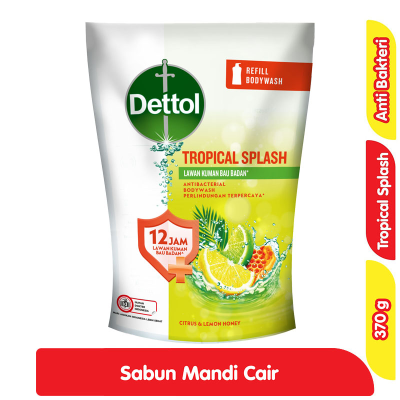 Dettol
REFILL
BODYWASH
TROPICAL SPLASH
LAWAN KUMAN BAU BADAN*
ANTIBACTERIAL
BODYWASH
PERLINDUNGAN TERPERCAYA*
12 JAM
LAWAN KUMAN
BAU BADAN*
CITRUS & LEMON HONEY
Anti Bakteri
Tropical Splash
370 g
Sabun Mandi Cair